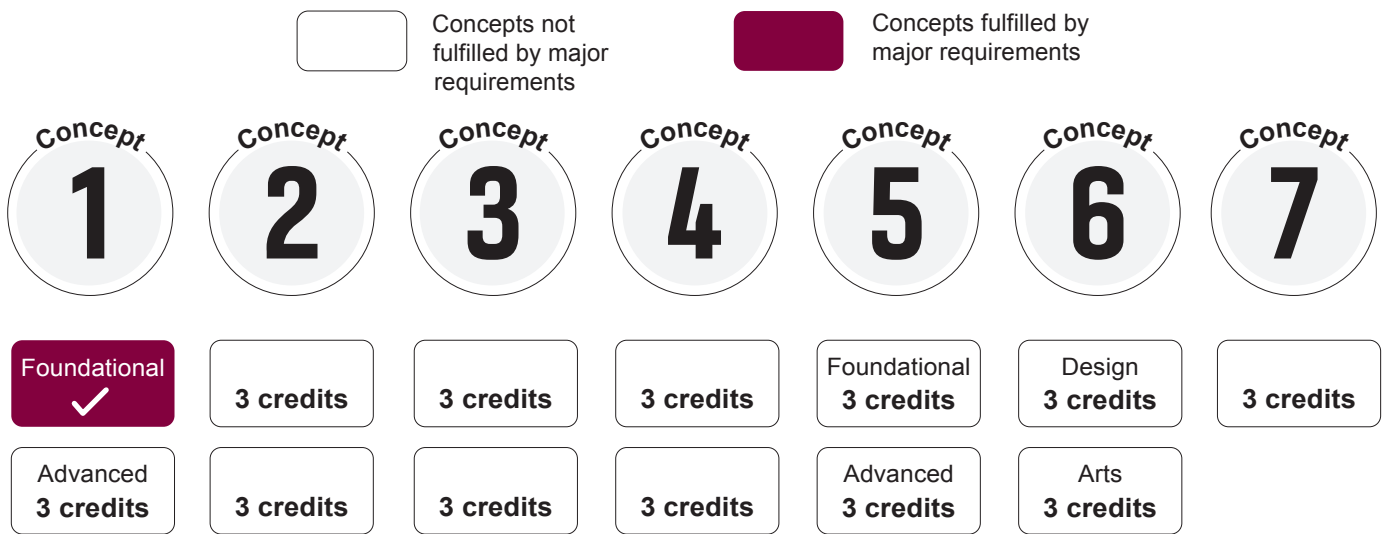 Concepts not
fulfilled by major
requirements
Concepts fulfilled by
major requirements
Concept
1
Concept
2
Concept
3
Concept
4
Concept
5
Concept
6
Concept
7
Foundational
✓
3 credits
3 credits
3 credits
Foundational
3 credits
Design
3 credits
3 credits
Advanced
3 credits
3 credits
3 credits
3 credits
Advanced
3 credits
Arts
3 credits